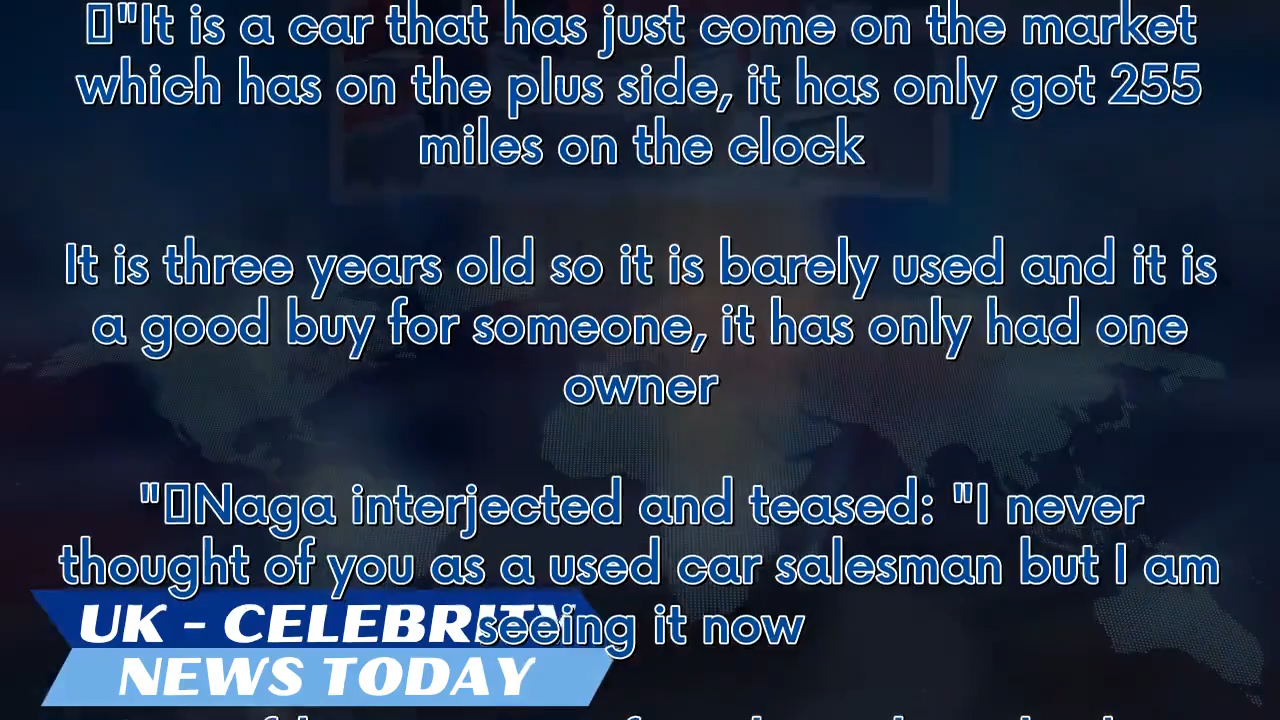 "It is a car that has just come on the market
which has on the plus side, it has only got 255
miles on the clock
It is three years old so it is barely used and it is
a good buy for someone, it has only had one
owner
"Naga interjected and teased: "I never
thought of you as a used car salesman but I am
seeing it now
UK - CELEBRITY
NEWS TODAY